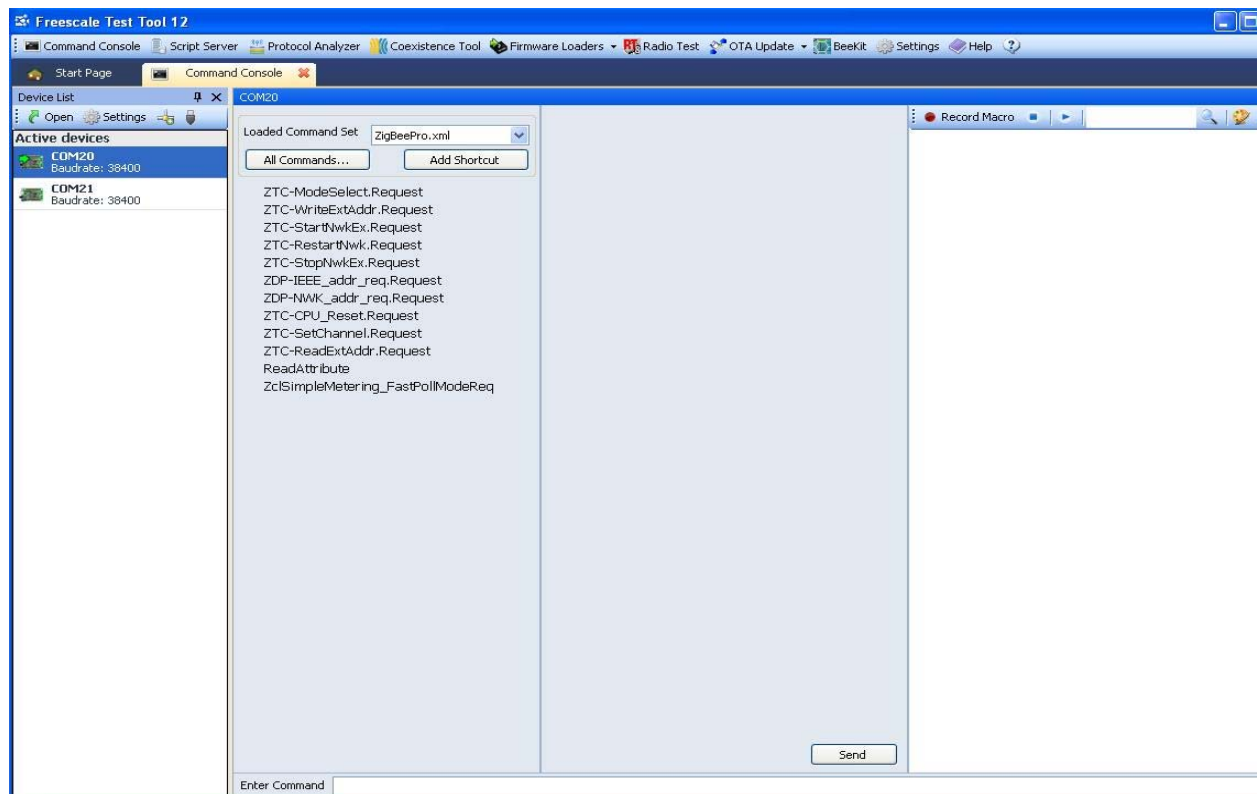 Freescale Test Tool 12
Command Console Script Server Protocol Analyzer Coexistence Tool Firmware Loaders Radio Test OTA Update BeeKit Settings Help
Start Page Command Console
Device List
COM20
Open Settings
Active devices
COM20
Baudrate: 38400
COM21
Baudrate: 38400
Loaded Command Set ZigBeePro.xml
All Commands... Add Shortcut
ZTC-ModeSelect.Request
ZTC-WriteExtAddr.Request
ZTC-StartNwkEx.Request
ZTC-RestartNwk.Request
ZTC-StopNwkEx.Request
ZDP-IEEE_addr_req.Request
ZDP-NWK_addr_req.Request
ZTC-CPU_Reset.Request
ZTC-SetChannel.Request
ZTC-ReadExtAddr.Request
ReadAttribute
ZclSimpleMetering_FastPollModeReq
Record Macro
Send
Enter Command